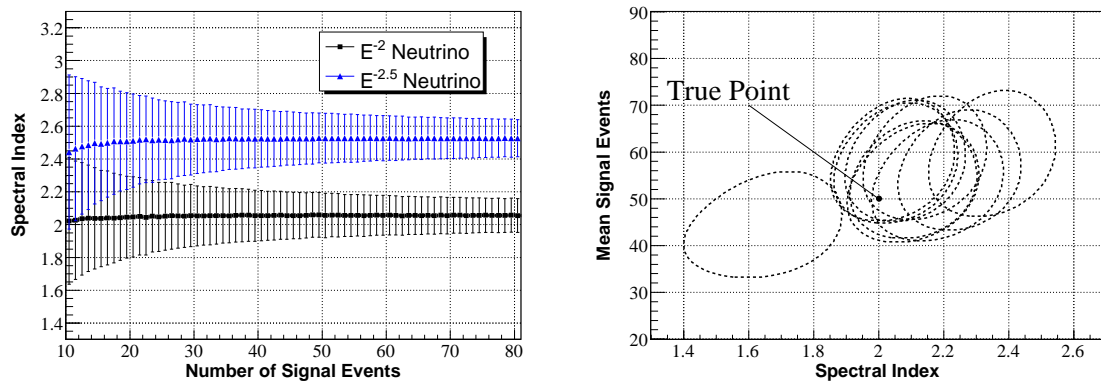 3.2
3
2.8
2.6
2.4
2.2
2
1.8
1.6
1.4
Spectral Index
E-2 Neutrino
E-2.5 Neutrino
10 20 30 40 50 60 70 80
Number of Signal Events
90
80
70
60
50
40
30
20
Mean Signal Events
True Point
1.4 1.6 1.8 2 2.2 2.4 2.6
Spectral Index